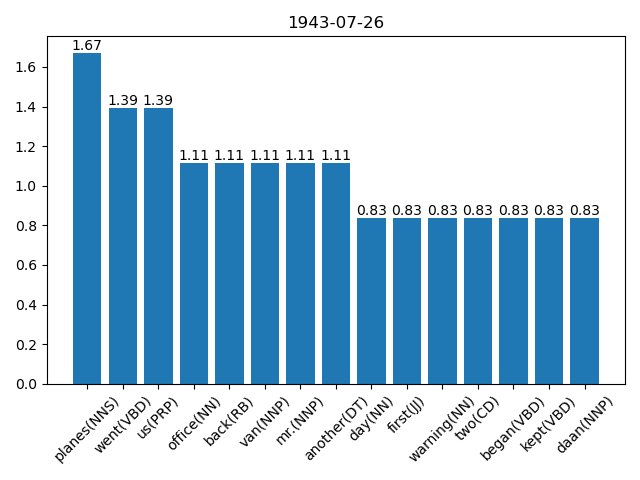 1943-07-26
1.67
1.39 1.39
1.11 1.11 1.11 1.11 1.11
0.83 0.83 0.83 0.83 0.83 0.83 0.83
1.6
1.4
1.2
1.0
0.8
0.6
0.4
0.2
0.0
planes(NNS)
went(VBD)
us(PRP)
office(NN)
back(RB)
van(NNP)
mr.(NNP)
another(DT)
day(NN)
first(JJ)
warning(NN)
two(CD)
began(VBD)
kept(VBD)
daan(NNP)